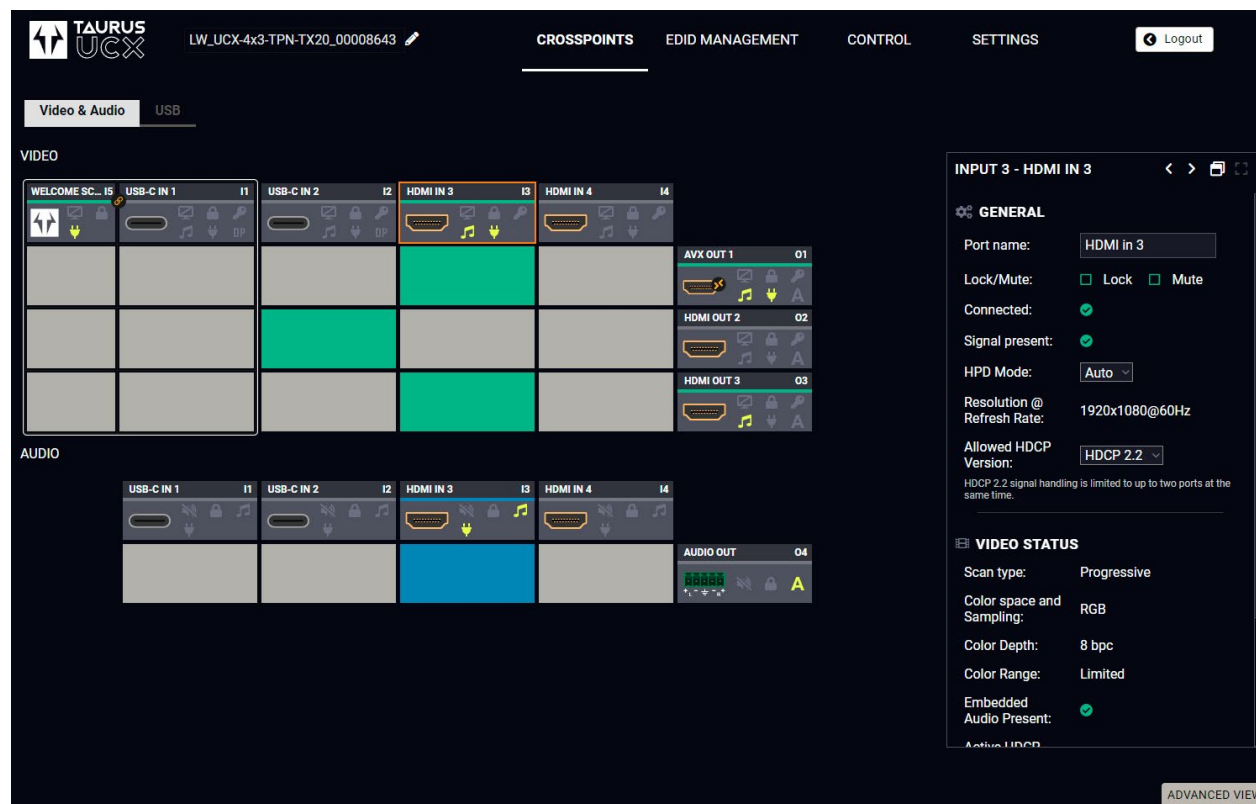 TAURUS
UCX
LW_UCX-4x3-TPN-TX20_00008643
CROSSPOINTS
EDID MANAGEMENT
CONTROL
SETTINGS
Logout
Video & Audio
USB
VIDEO
WELCOME SC... I5
USB-C IN 1 I1
USB-C IN 2 I2
HDMI IN 3 I3
HDMI IN 4 I4
DP
DP
AVX OUT 1 O1
A
HDMI OUT 2 O2
A
HDMI OUT 3 O3
A
AUDIO
USB-C IN 1 I1
USB-C IN 2 I2
HDMI IN 3 I3
HDMI IN 4 I4
AUDIO OUT O4
+L- -R+
A
INPUT 3 - HDMI IN 3
GENERAL
Port name: HDMI in 3
Lock/Mute: Lock Mute
Connected:
Signal present:
HPD Mode: Auto
Resolution @
Refresh Rate: 1920x1080@60Hz
Allowed HDCP
Version: HDCP 2.2
HDCP 2.2 signal handling is limited to up to two ports at the
same time.
VIDEO STATUS
Scan type: Progressive
Color space and
Sampling: RGB
Color Depth: 8 bpc
Color Range: Limited
Embedded
Audio Present:
Active HDCP
ADVANCED VIE